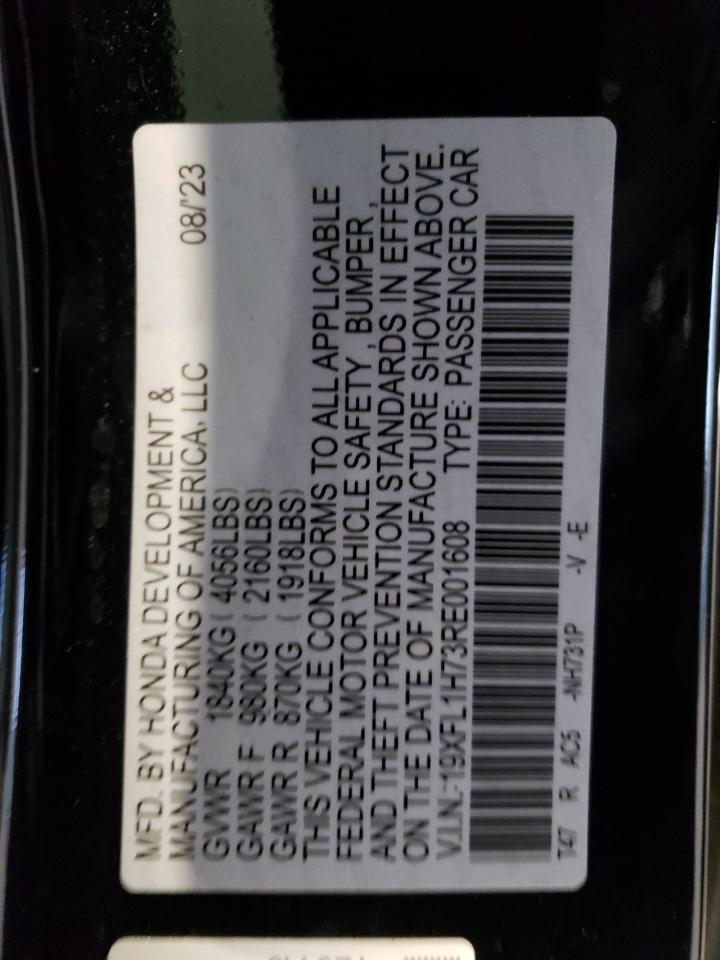 MFD. BY HONDA DEVELOPMENT &
MANUFACTURING OF AMERICA, LLC 08/'23
GVWR 1840KG ( 4056LBS)
GAWR F 980KG ( 2160LBS)
GAWR R 870KG ( 1918LBS)
THIS VEHICLE CONFORMS TO ALL APPLICABLE
FEDERAL MOTOR VEHICLE SAFETY , BUMPER ,
AND THEFT PREVENTION STANDARDS IN EFFECT
ON THE DATE OF MANUFACTURE SHOWN ABOVE.
V.I.N.:19XFL1H73RE001608 TYPE: PASSENGER CAR
T47 R AC5 -NH731P -V -E